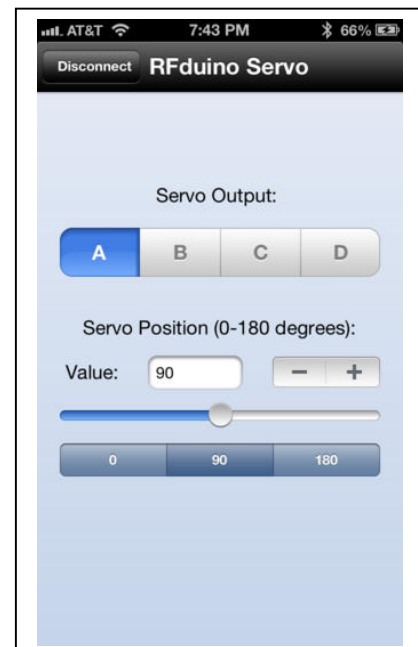 AT&T 7:43 PM 66%
Disconnect RFduino Servo
Servo Output:
A B C D
Servo Position (0-180 degrees):
Value: 90 − +
0 90 180